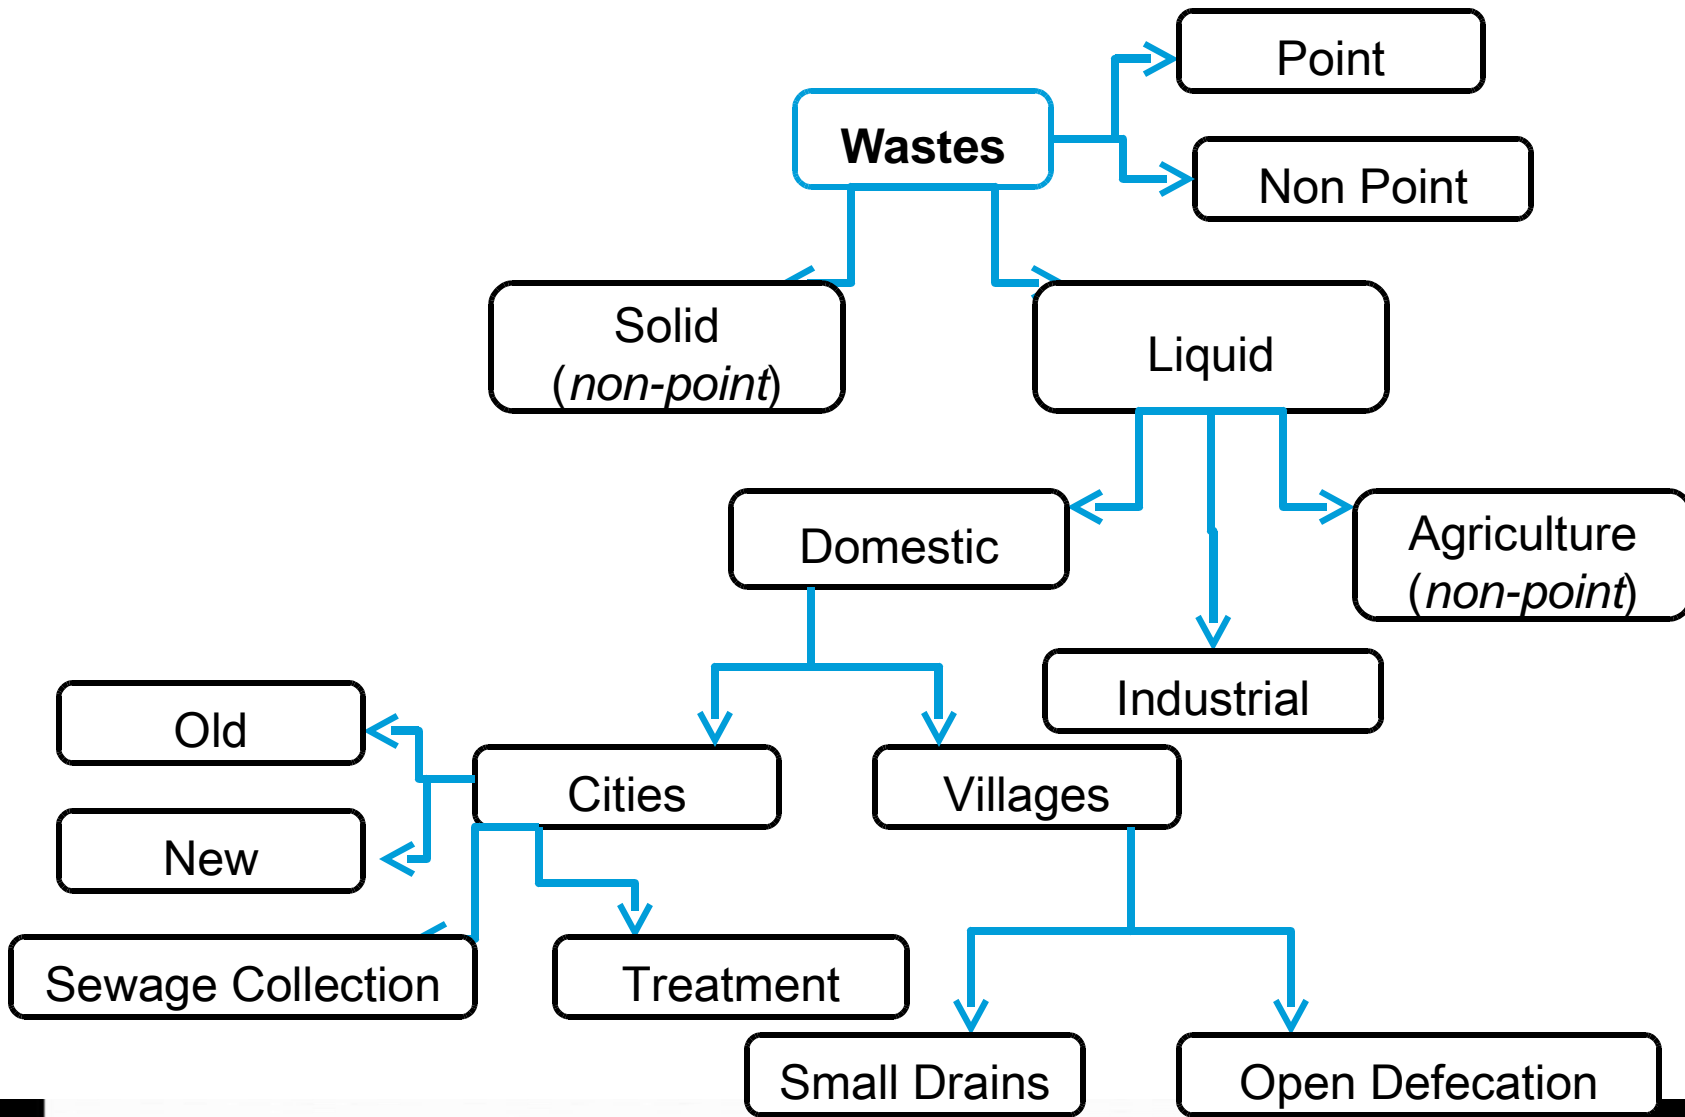 Point
Wastes
Non Point
Solid
(non-point)
Liquid
Domestic
Agriculture
(non-point)
Industrial
Old
Cities
Villages
New
Sewage Collection
Treatment
Small Drains
Open Defecation